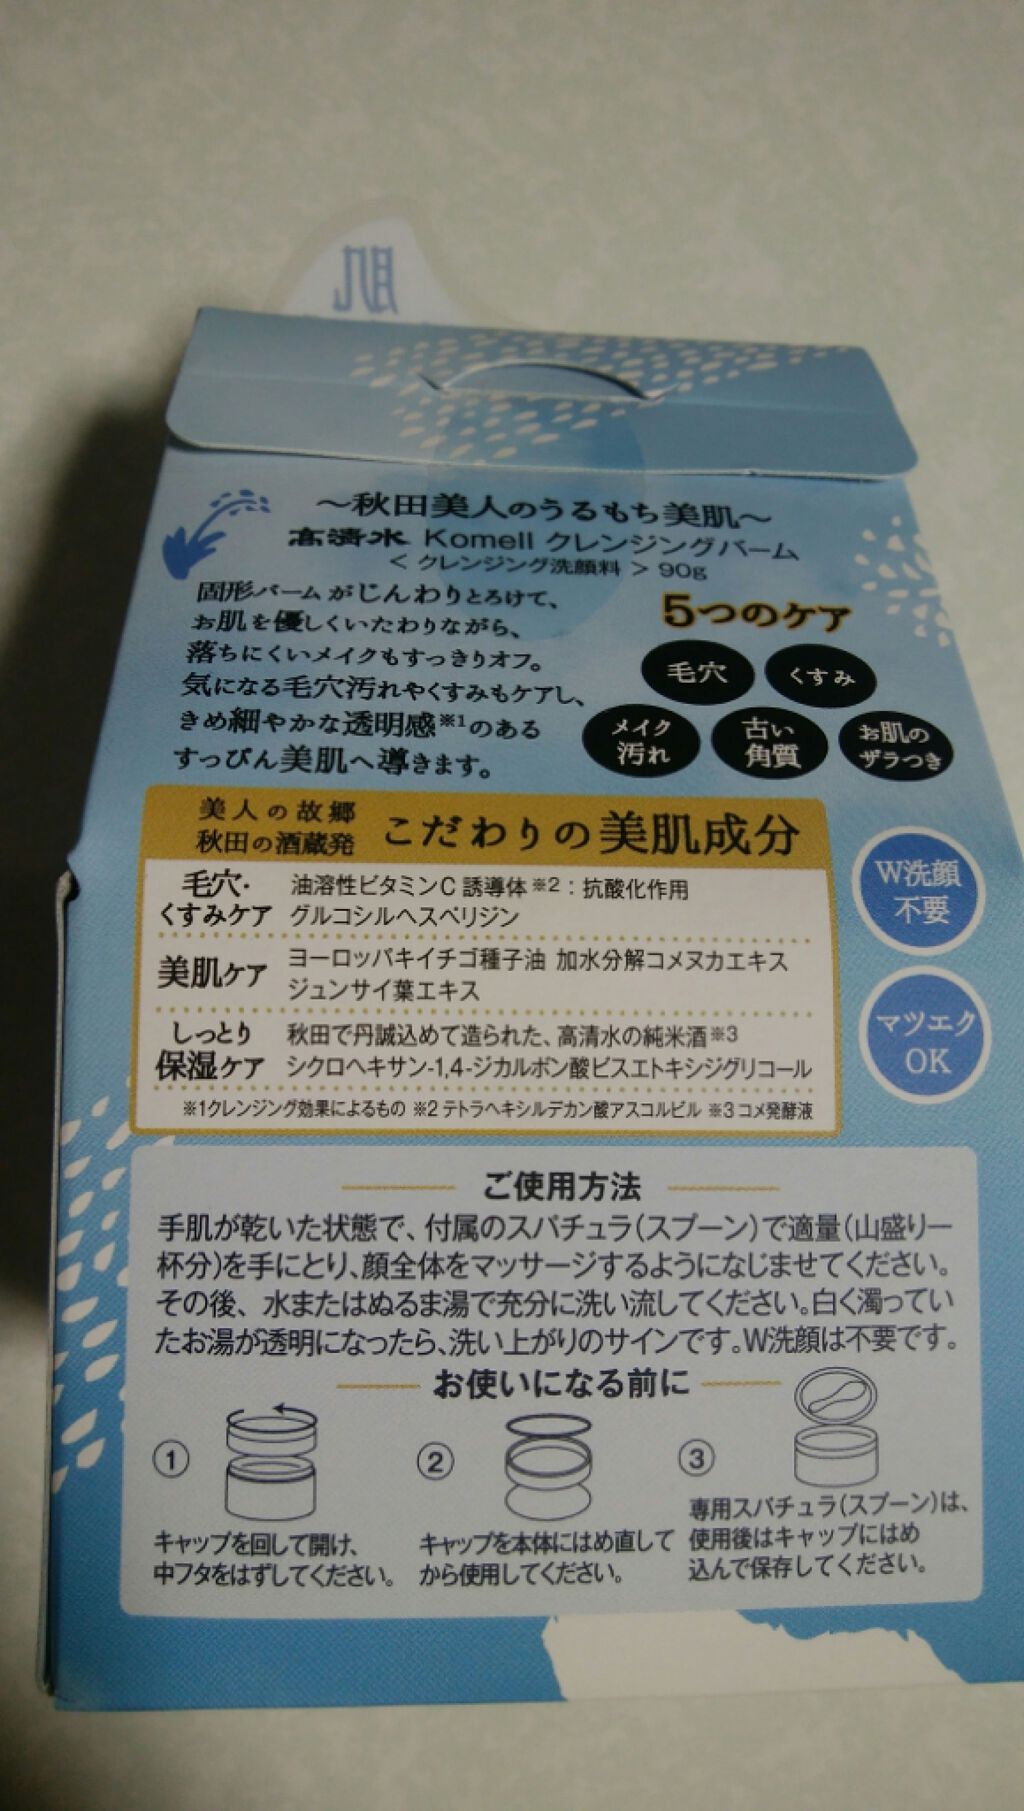 肌
～秋田美人のうるもち美肌～
高清水 Komell クレンジングバーム
< クレンジング洗顔料 > 90g
固形バームがじんわりとろけて、
お肌を優しくいたわりながら、
落ちにくいメイクもすっきりオフ。
気になる毛穴汚れやくすみもケアし、
きめ細やかな透明感※1のある
すっぴん美肌へ導きます。
5つのケア
毛穴
くすみ
メイク
汚れ
古い
角質
お肌の
ザラつき
美人の故郷
秋田の酒蔵発
こだわりの美肌成分
毛穴・
くすみケア
油溶性ビタミンC誘導体※2：抗酸化作用
グルコシルヘスペリジン
美肌ケア
ヨーロッパキイチゴ種子油 加水分解コメヌカエキス
ジュンサイ葉エキス
しっとり
保湿ケア
秋田で丹誠込めて造られた、高清水の純米酒※3
シクロヘキサン-1,4-ジカルボン酸ビスエトキシジグリコール
※1クレンジング効果によるもの ※2テトラヘキシルデカン酸アスコルビル ※3コメ発酵液
W洗顔
不要
マツエク
OK
ご使用方法
手肌が乾いた状態で、付属のスパチュラ(スプーン)で適量(山盛り一
杯分)を手にとり、顔全体をマッサージするようになじませてください。
その後、水またはぬるま湯で充分に洗い流してください。白く濁ってい
たお湯が透明になったら、洗い上がりのサインです。W洗顔は不要です。
お使いになる前に
①
キャップを回して開け、
中フタをはずしてください。
②
キャップを本体にはめ直して
から使用してください。
③
専用スパチュラ(スプーン)は、
使用後はキャップにはめ
込んで保存してください。